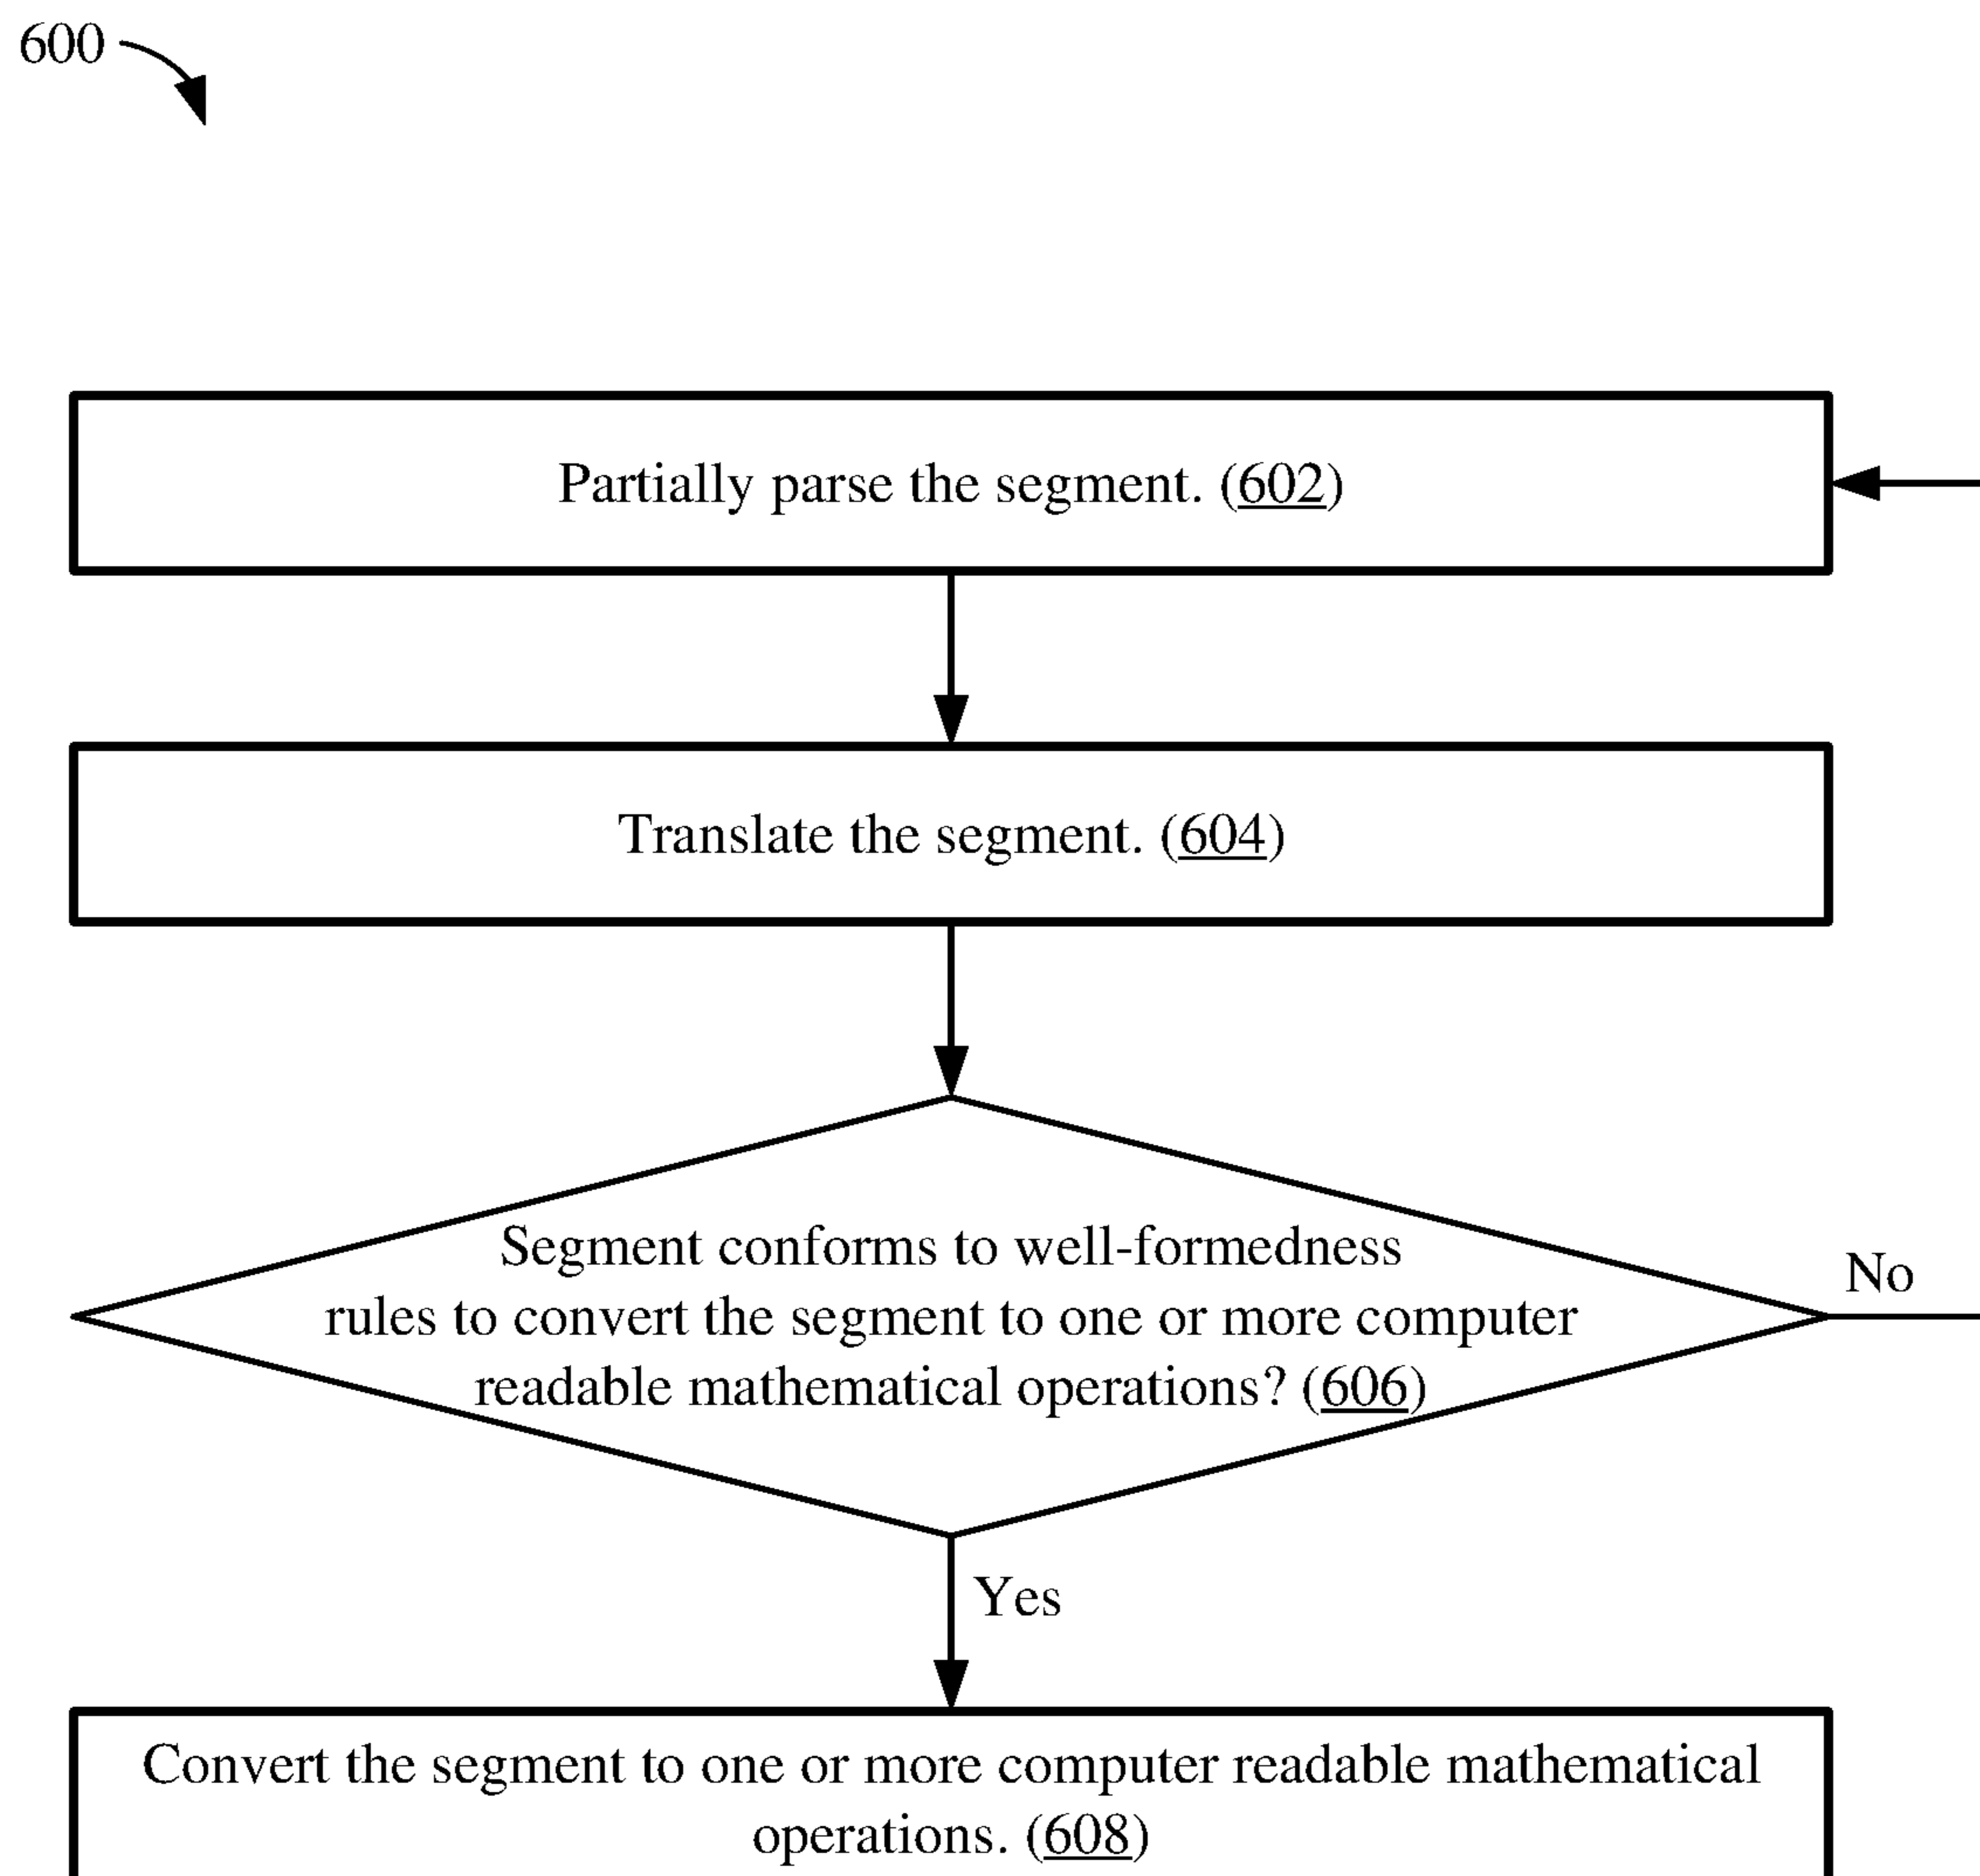 600
Partially parse the segment. (602)
Translate the segment. (604)
Segment conforms to well-formedness
rules to convert the segment to one or more computer
readable mathematical operations? (606)
No
Yes
Convert the segment to one or more computer readable mathematical
operations. (608)